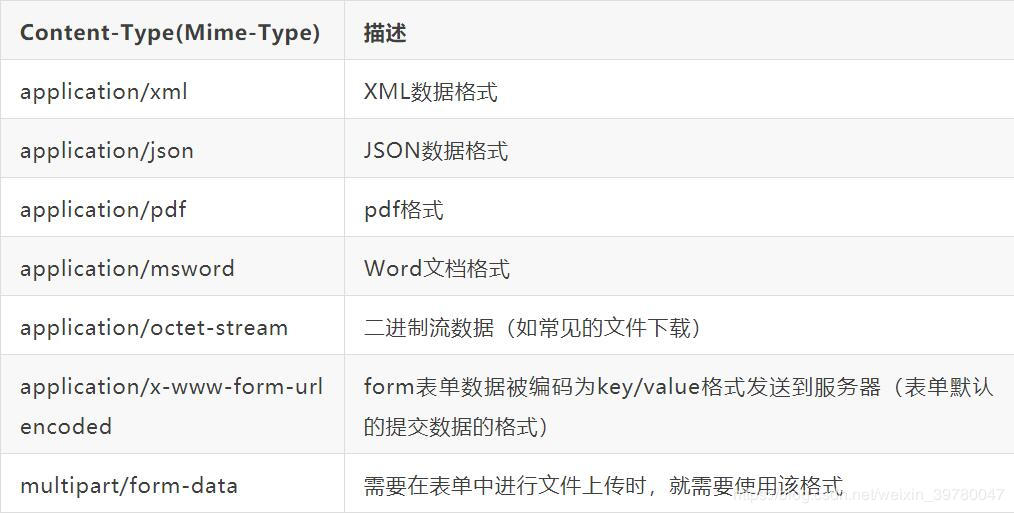 Content-Type(Mime-Type) 描述
application/xml XML数据格式
application/json JSON数据格式
application/pdf pdf格式
application/msword Word文档格式
application/octet-stream 二进制流数据（如常见的文件下载）
application/x-www-form-url form表单数据被编码为key/value格式发送到服务器（表单默认
encoded 的提交数据的格式）
multipart/form-data 需要在表单中进行文件上传时，就需要使用该格式
https://blog.csdn.net/weixin_39780047